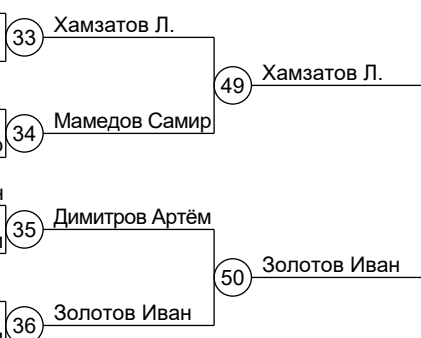 33 Хамзатов Л.
49 Хамзатов Л.
34 Мамедов Самир
35 Димитров Артём
50 Золотов Иван
36 Золотов Иван